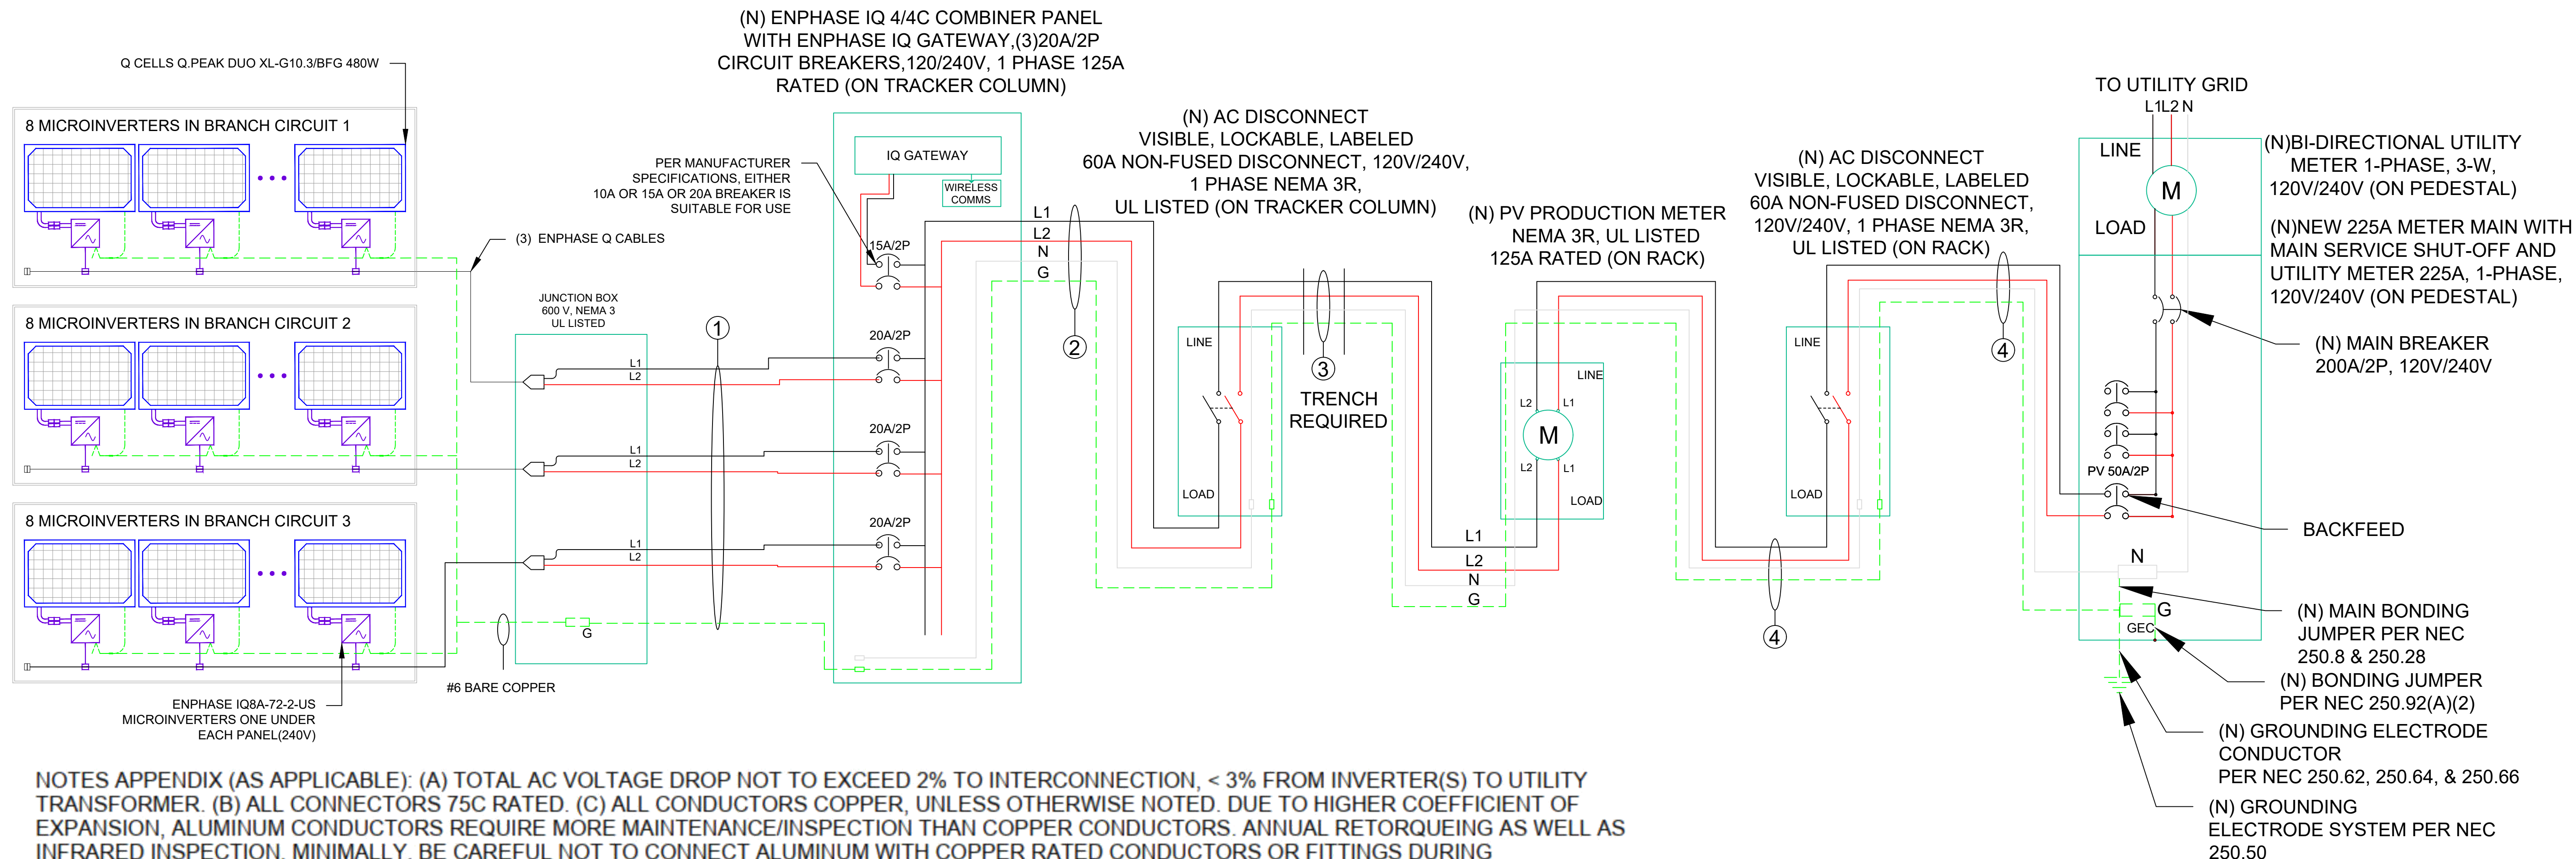 (N) ENPHASE IQ 4/4C COMBINER PANEL
WITH ENPHASE IQ GATEWAY,(3)20A/2P
CIRCUIT BREAKERS,120/240V, 1 PHASE 125A
RATED (ON TRACKER COLUMN)
Q CELLS Q.PEAK DUO XL-G10.3/BFG 480W
8 MICROINVERTERS IN BRANCH CIRCUIT 1
8 MICROINVERTERS IN BRANCH CIRCUIT 2
8 MICROINVERTERS IN BRANCH CIRCUIT 3
ENPHASE IQ8A-72-2-US
MICROINVERTERS ONE UNDER
EACH PANEL(240V)
(3) ENPHASE Q CABLES
JUNCTION BOX
600 V, NEMA 3
UL LISTED
L1
L2
L1
L2
L1
L2
G
#6 BARE COPPER
1
PER MANUFACTURER
SPECIFICATIONS, EITHER
10A OR 15A OR 20A BREAKER IS
SUITABLE FOR USE
IQ GATEWAY
WIRELESS
COMMS
15A/2P
20A/2P
20A/2P
20A/2P
L1
L2
N
G
2
(N) AC DISCONNECT
VISIBLE, LOCKABLE, LABELED
60A NON-FUSED DISCONNECT, 120V/240V,
1 PHASE NEMA 3R,
UL LISTED (ON TRACKER COLUMN)
LINE
LOAD
3
TRENCH
REQUIRED
L1
L2
N
G
(N) PV PRODUCTION METER
NEMA 3R, UL LISTED
125A RATED (ON RACK)
LINE
L2
L1
M
L2
L1
LOAD
4
(N) AC DISCONNECT
VISIBLE, LOCKABLE, LABELED
60A NON-FUSED DISCONNECT,
120V/240V, 1 PHASE NEMA 3R,
UL LISTED (ON RACK)
LINE
LOAD
4
TO UTILITY GRID
L1L2 N
LINE
M
LOAD
PV 50A/2P
N
G
GEC
(N)BI-DIRECTIONAL UTILITY
METER 1-PHASE, 3-W,
120V/240V (ON PEDESTAL)
(N)NEW 225A METER MAIN WITH
MAIN SERVICE SHUT-OFF AND
UTILITY METER 225A, 1-PHASE,
120V/240V (ON PEDESTAL)
(N) MAIN BREAKER
200A/2P, 120V/240V
BACKFEED
(N) MAIN BONDING
JUMPER PER NEC
250.8 & 250.28
(N) BONDING JUMPER
PER NEC 250.92(A)(2)
(N) GROUNDING ELECTRODE
CONDUCTOR
PER NEC 250.62, 250.64, & 250.66
(N) GROUNDING
ELECTRODE SYSTEM PER NEC
250.50
NOTES APPENDIX (AS APPLICABLE): (A) TOTAL AC VOLTAGE DROP NOT TO EXCEED 2% TO INTERCONNECTION, < 3% FROM INVERTER(S) TO UTILITY
TRANSFORMER. (B) ALL CONNECTORS 75C RATED. (C) ALL CONDUCTORS COPPER, UNLESS OTHERWISE NOTED. DUE TO HIGHER COEFFICIENT OF
EXPANSION, ALUMINUM CONDUCTORS REQUIRE MORE MAINTENANCE/INSPECTION THAN COPPER CONDUCTORS. ANNUAL RETORQUEING AS WELL AS
INFRARED INSPECTION, MINIMALLY. BE CAREFUL NOT TO CONNECT ALUMINUM WITH COPPER RATED CONDUCTORS OR FITTINGS DURING